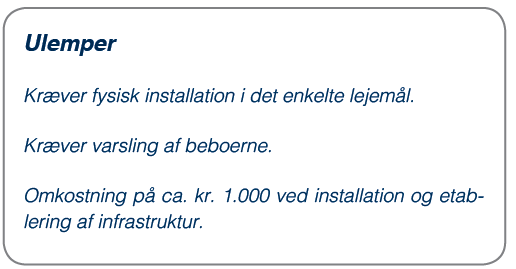 Ulemper
Kræver fysisk installation i det enkelte lejemål.
Kræver varsling af beboerne.
Omkostning på ca. kr. 1.000 ved installation og etab-
lering af infrastruktur.